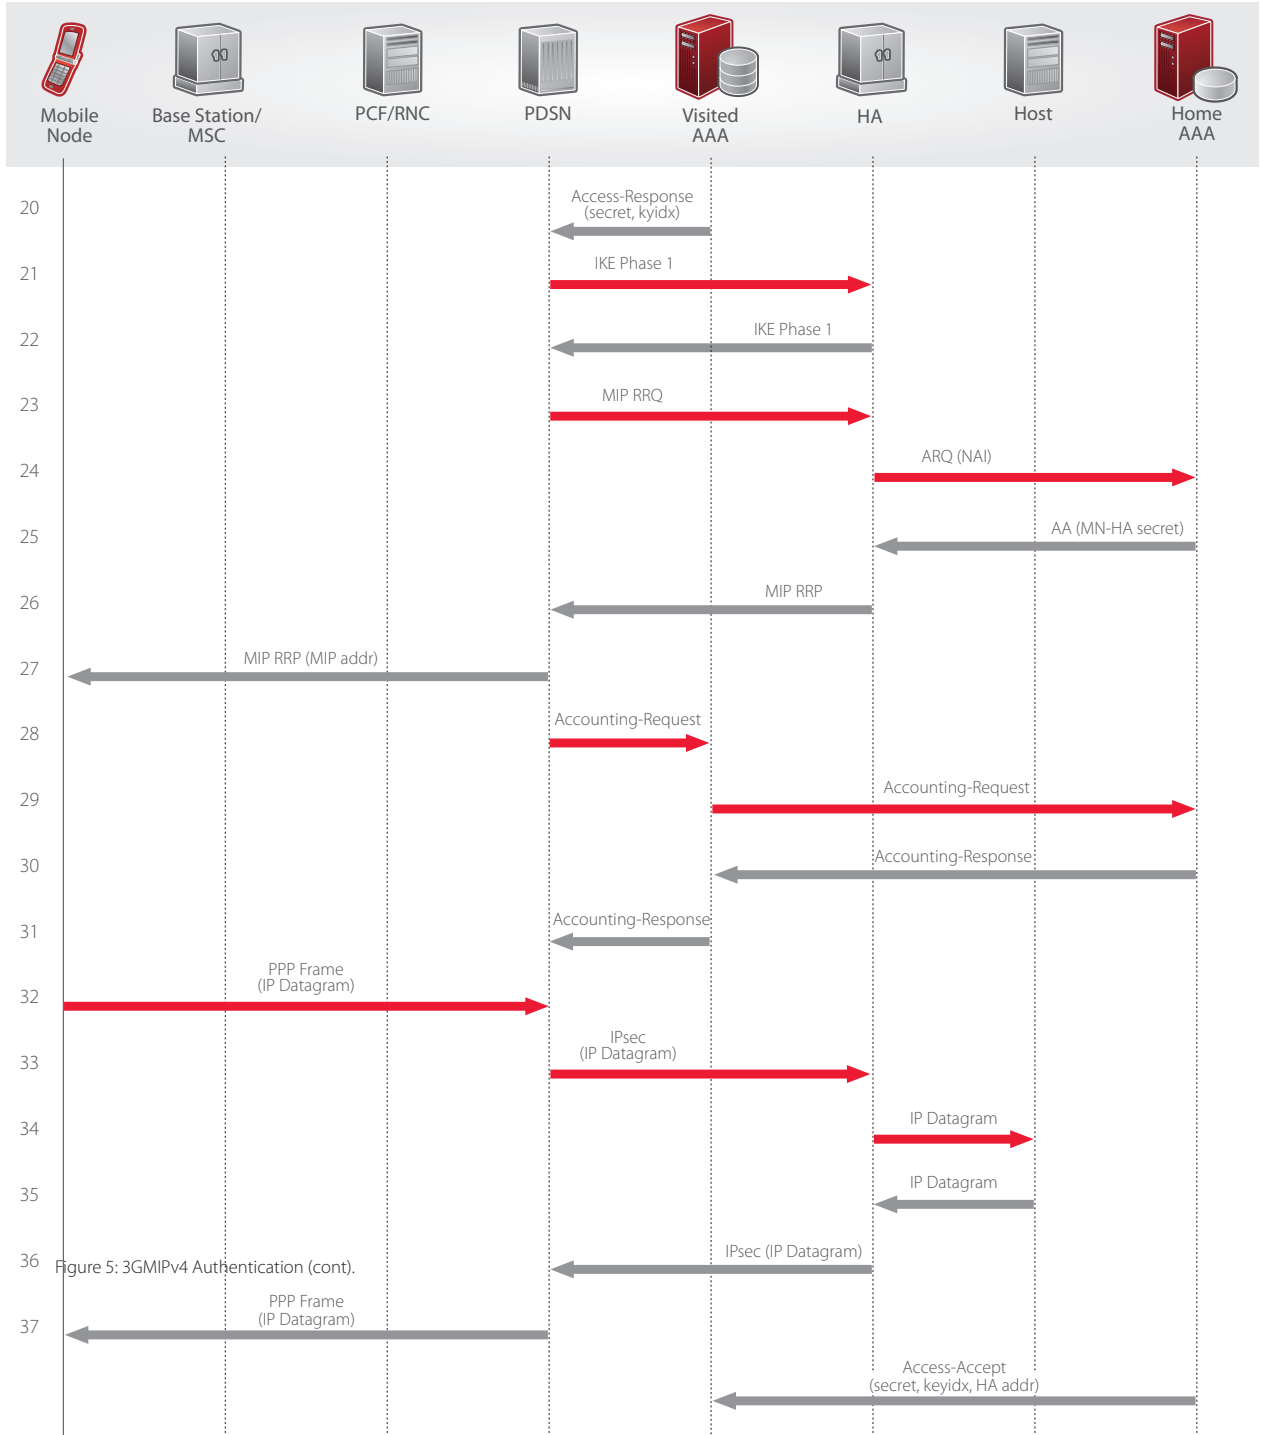 Mobile
Node
Base Station/
MSC
PCF/RNC
PDSN
Visited
AAA
HA
Host
Home
AAA
20
Access-Response
(secret, kyidx)
21
IKE Phase 1
22
IKE Phase 1
23
MIP RRQ
24
ARQ (NAI)
25
AA (MN-HA secret)
26
MIP RRP
27
MIP RRP (MIP addr)
28
Accounting-Request
29
Accounting-Request
30
Accounting-Response
31
Accounting-Response
32
PPP Frame
(IP Datagram)
33
IPsec
(IP Datagram)
34
IP Datagram
35
IP Datagram
36
IPsec (IP Datagram)
Figure 5: 3GMIPv4 Authentication (cont).
37
PPP Frame
(IP Datagram)
Access-Accept
(secret, keyidx, HA addr)